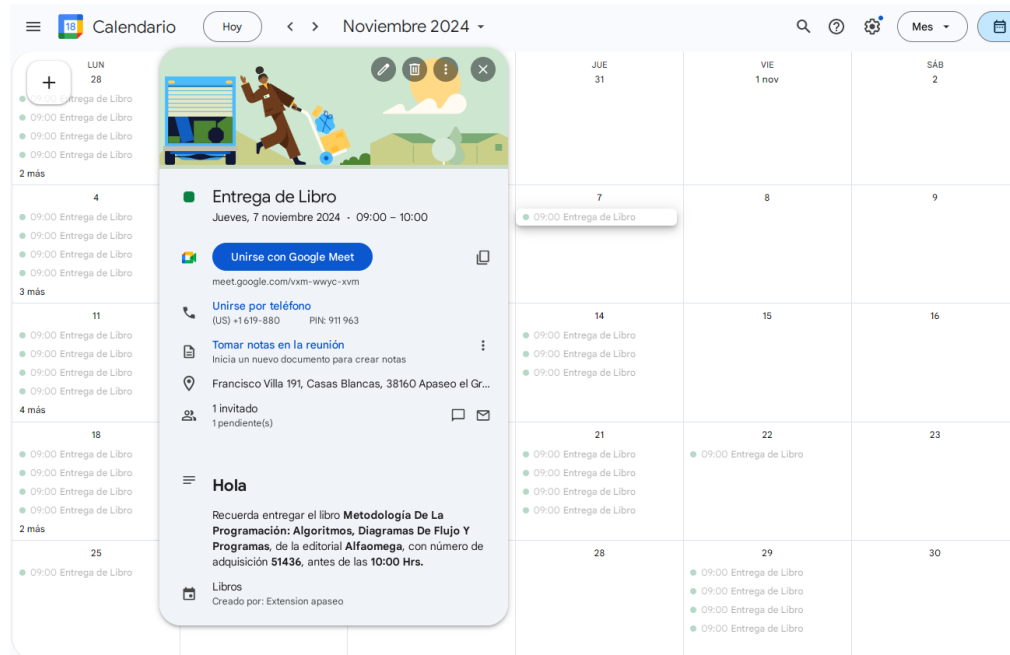 18 Calendario Hoy Noviembre 2024 Mes
LUN
28
09:00 Entrega de Libro
09:00 Entrega de Libro
09:00 Entrega de Libro
09:00 Entrega de Libro
2 más
JUE
31
VIE
1 nov
SÁB
2
4
09:00 Entrega de Libro
09:00 Entrega de Libro
09:00 Entrega de Libro
09:00 Entrega de Libro
3 más
7
09:00 Entrega de Libro
8
9
11
09:00 Entrega de Libro
09:00 Entrega de Libro
09:00 Entrega de Libro
09:00 Entrega de Libro
4 más
14
09:00 Entrega de Libro
09:00 Entrega de Libro
09:00 Entrega de Libro
15
16
18
09:00 Entrega de Libro
09:00 Entrega de Libro
09:00 Entrega de Libro
09:00 Entrega de Libro
2 más
21
09:00 Entrega de Libro
09:00 Entrega de Libro
09:00 Entrega de Libro
09:00 Entrega de Libro
22
09:00 Entrega de Libro
23
25
09:00 Entrega de Libro
28
29
09:00 Entrega de Libro
09:00 Entrega de Libro
09:00 Entrega de Libro
09:00 Entrega de Libro
30
Entrega de Libro
Jueves, 7 noviembre 2024 · 09:00 – 10:00
Unirse con Google Meet
meet.google.com/vxm-wwyc-xvm
Unirse por teléfono
(US) +1 619-880 PIN: 911 963
Tomar notas en la reunión
Inicia un nuevo documento para crear notas
Francisco Villa 191, Casas Blancas, 38160 Apaseo el Gr...
1 invitado
1 pendiente(s)
Hola
Recuerda entregar el libro Metodología De La
Programación: Algoritmos, Diagramas De Flujo Y
Programas, de la editorial Alfaomega, con número de
adquisición 51436, antes de las 10:00 Hrs.
Libros
Creado por: Extension apaseo